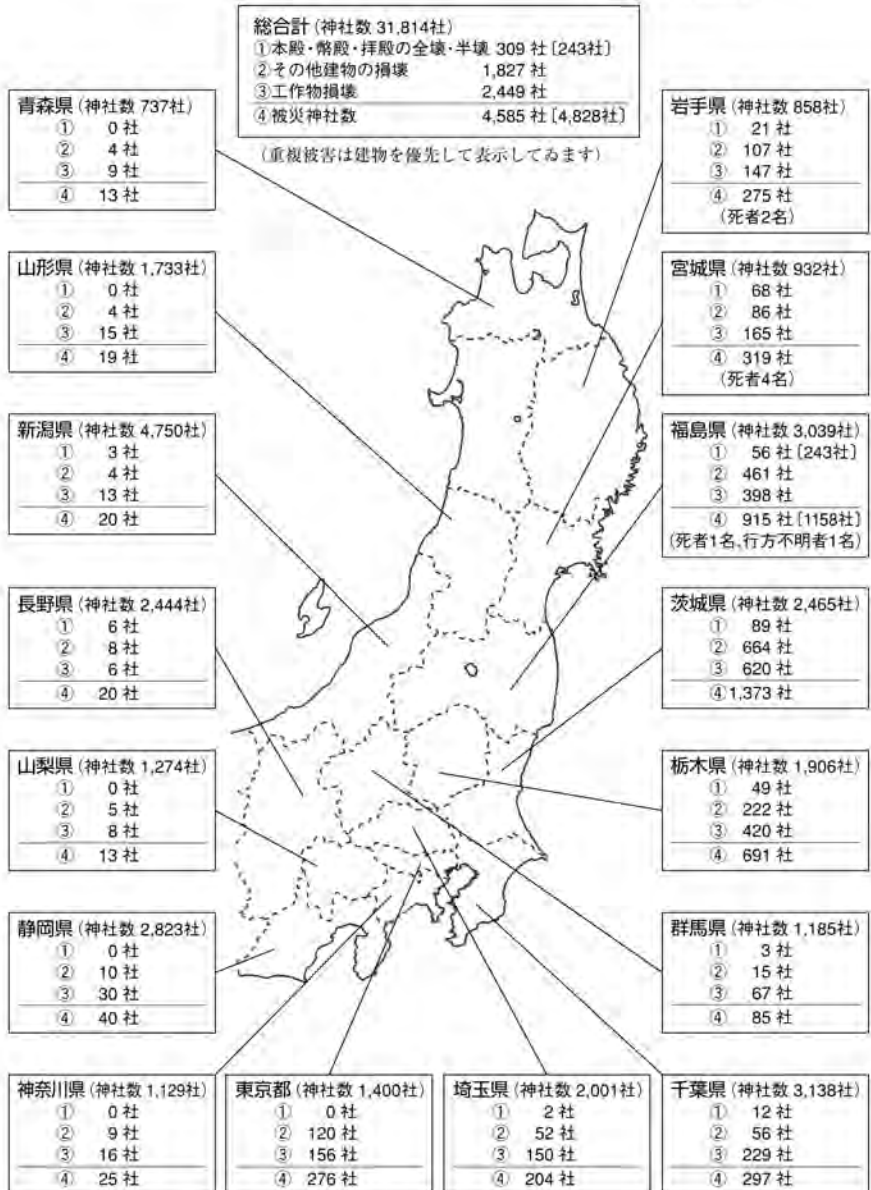 総合計 (神社数 31,814社)
①本殿・幣殿・拝殿の全壊・半壊 309 社 [243社]
②その他建物の損壊 1,827 社
③工作物損壊 2,449 社
④被災神社数 4,585 社 [4,828社]
(重複被害は建物を優先して表示してゐます)
青森県 (神社数 737社)
① 0 社
② 4 社
③ 9 社
④ 13 社
山形県 (神社数 1,733社)
① 0 社
② 4 社
③ 15 社
④ 19 社
新潟県 (神社数 4,750社)
① 3 社
② 4 社
③ 13 社
④ 20 社
長野県 (神社数 2,444社)
① 6 社
② 8 社
③ 6 社
④ 20 社
山梨県 (神社数 1,274社)
① 0 社
② 5 社
③ 8 社
④ 13 社
静岡県 (神社数 2,823社)
① 0 社
② 10 社
③ 30 社
④ 40 社
岩手県 (神社数 858社)
① 21 社
② 107 社
③ 147 社
④ 275 社
(死者2名)
宮城県 (神社数 932社)
① 68 社
② 86 社
③ 165 社
④ 319 社
(死者4名)
福島県 (神社数 3,039社)
① 56 社 [243社]
② 461 社
③ 398 社
④ 915 社 [1158社]
(死者1名、行方不明者1名)
茨城県 (神社数 2,465社)
① 89 社
② 664 社
③ 620 社
④ 1,373 社
栃木県 (神社数 1,906社)
① 49 社
② 222 社
③ 420 社
④ 691 社
群馬県 (神社数 1,185社)
① 3 社
② 15 社
③ 67 社
④ 85 社
神奈川県 (神社数 1,129社)
① 0 社
② 9 社
③ 16 社
④ 25 社
東京都 (神社数 1,400社)
① 0 社
② 120 社
③ 156 社
④ 276 社
埼玉県 (神社数 2,001社)
① 2 社
② 52 社
③ 150 社
④ 204 社
千葉県 (神社数 3,138社)
① 12 社
② 56 社
③ 229 社
④ 297 社